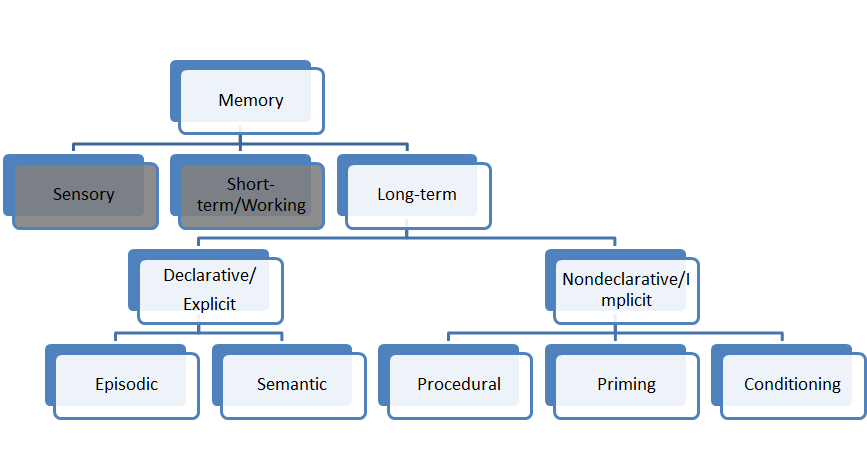 Memory
Sensory
Short-
term/Working
Long-term
Declarative/
Explicit
Nondeclarative/I
mplicit
Episodic
Semantic
Procedural
Priming
Conditioning